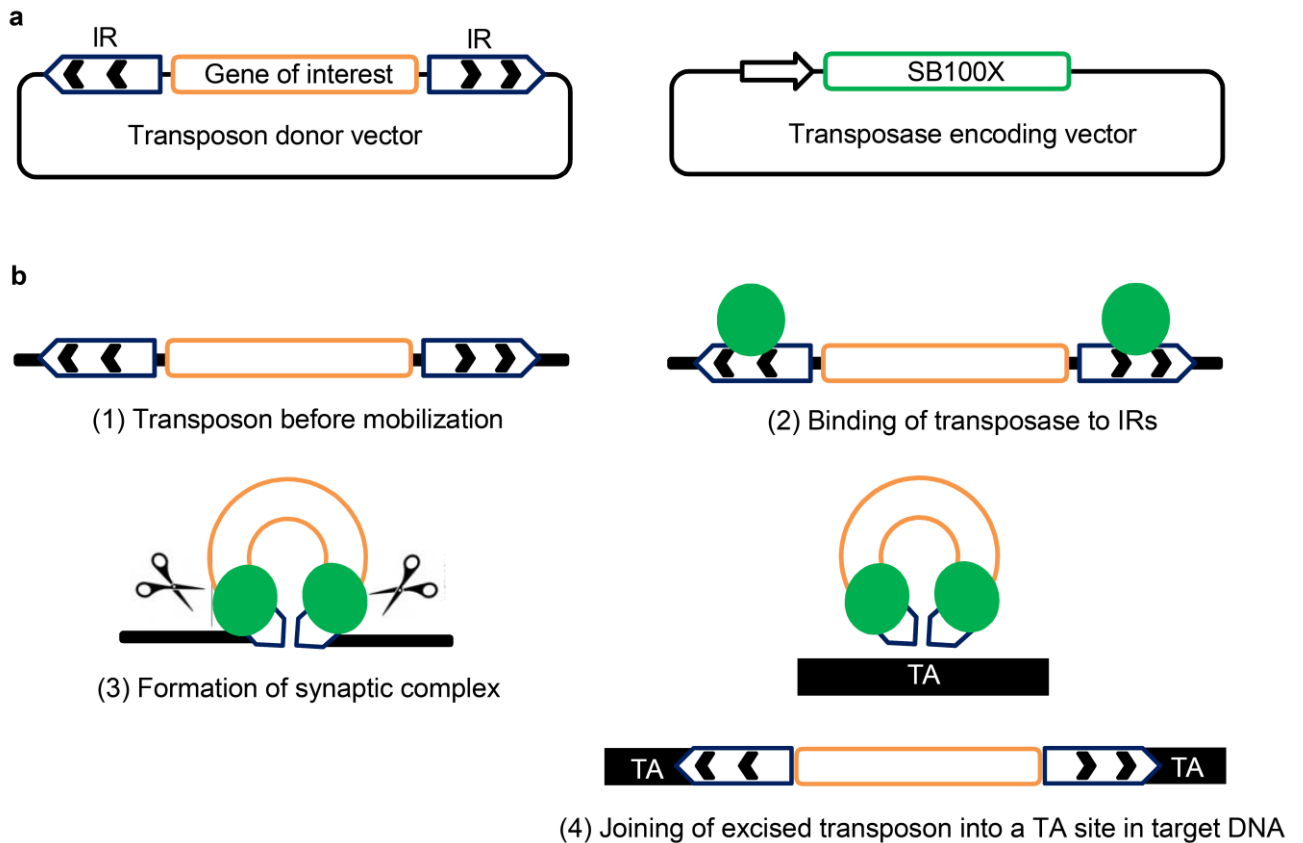 a
IR
IR
Gene of interest
SB100X
Transposon donor vector
Transposase encoding vector
b
(1) Transposon before mobilization
(2) Binding of transposase to IRs
(3) Formation of synaptic complex
TA
TA
TA
(4) Joining of excised transposon into a TA site in target DNA